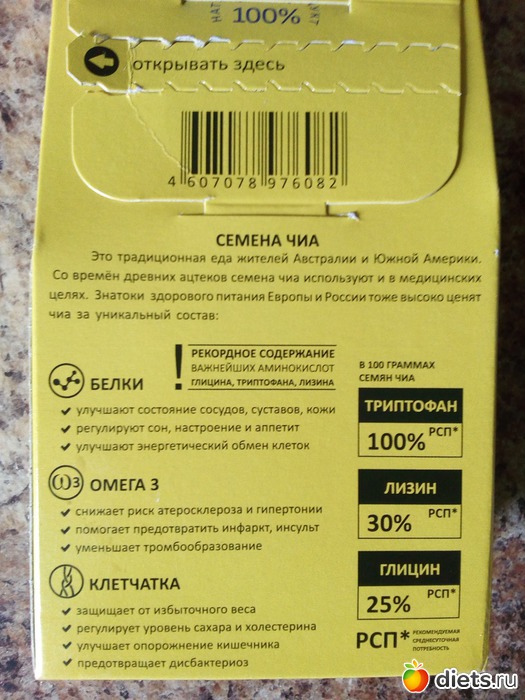 100%
открывать здесь
4 607078 976082
СЕМЕНА ЧИА
Это традиционная еда жителей Австралии и Южной Америки.
Со времён древних ацтеков семена чиа используют и в медицинских
целях. Знатоки здорового питания Европы и России тоже высоко ценят
чиа за уникальный состав:
! РЕКОРДНОЕ СОДЕРЖАНИЕ
ВАЖНЕЙШИХ АМИНОКИСЛОТ
ГЛИЦИНА, ТРИПТОФАНА, ЛИЗИНА
БЕЛКИ
улучшают состояние сосудов, суставов, кожи
регулируют сон, настроение и аппетит
улучшают энергетический обмен клеток
ω3 ОМЕГА 3
снижает риск атеросклероза и гипертонии
помогает предотвратить инфаркт, инсульт
уменьшает тромбообразование
КЛЕТЧАТКА
защищает от избыточного веса
регулирует уровень сахара и холестерина
улучшает опорожнение кишечника
предотвращает дисбактериоз
В 100 ГРАММАХ
СЕМЯН ЧИА
ТРИПТОФАН
100% РСП*
ЛИЗИН
30% РСП*
ГЛИЦИН
25% РСП*
РСП* РЕКОМЕНДУЕМАЯ
СРЕДНЕСУТОЧНАЯ
ПОТРЕБНОСТЬ
diets.ru